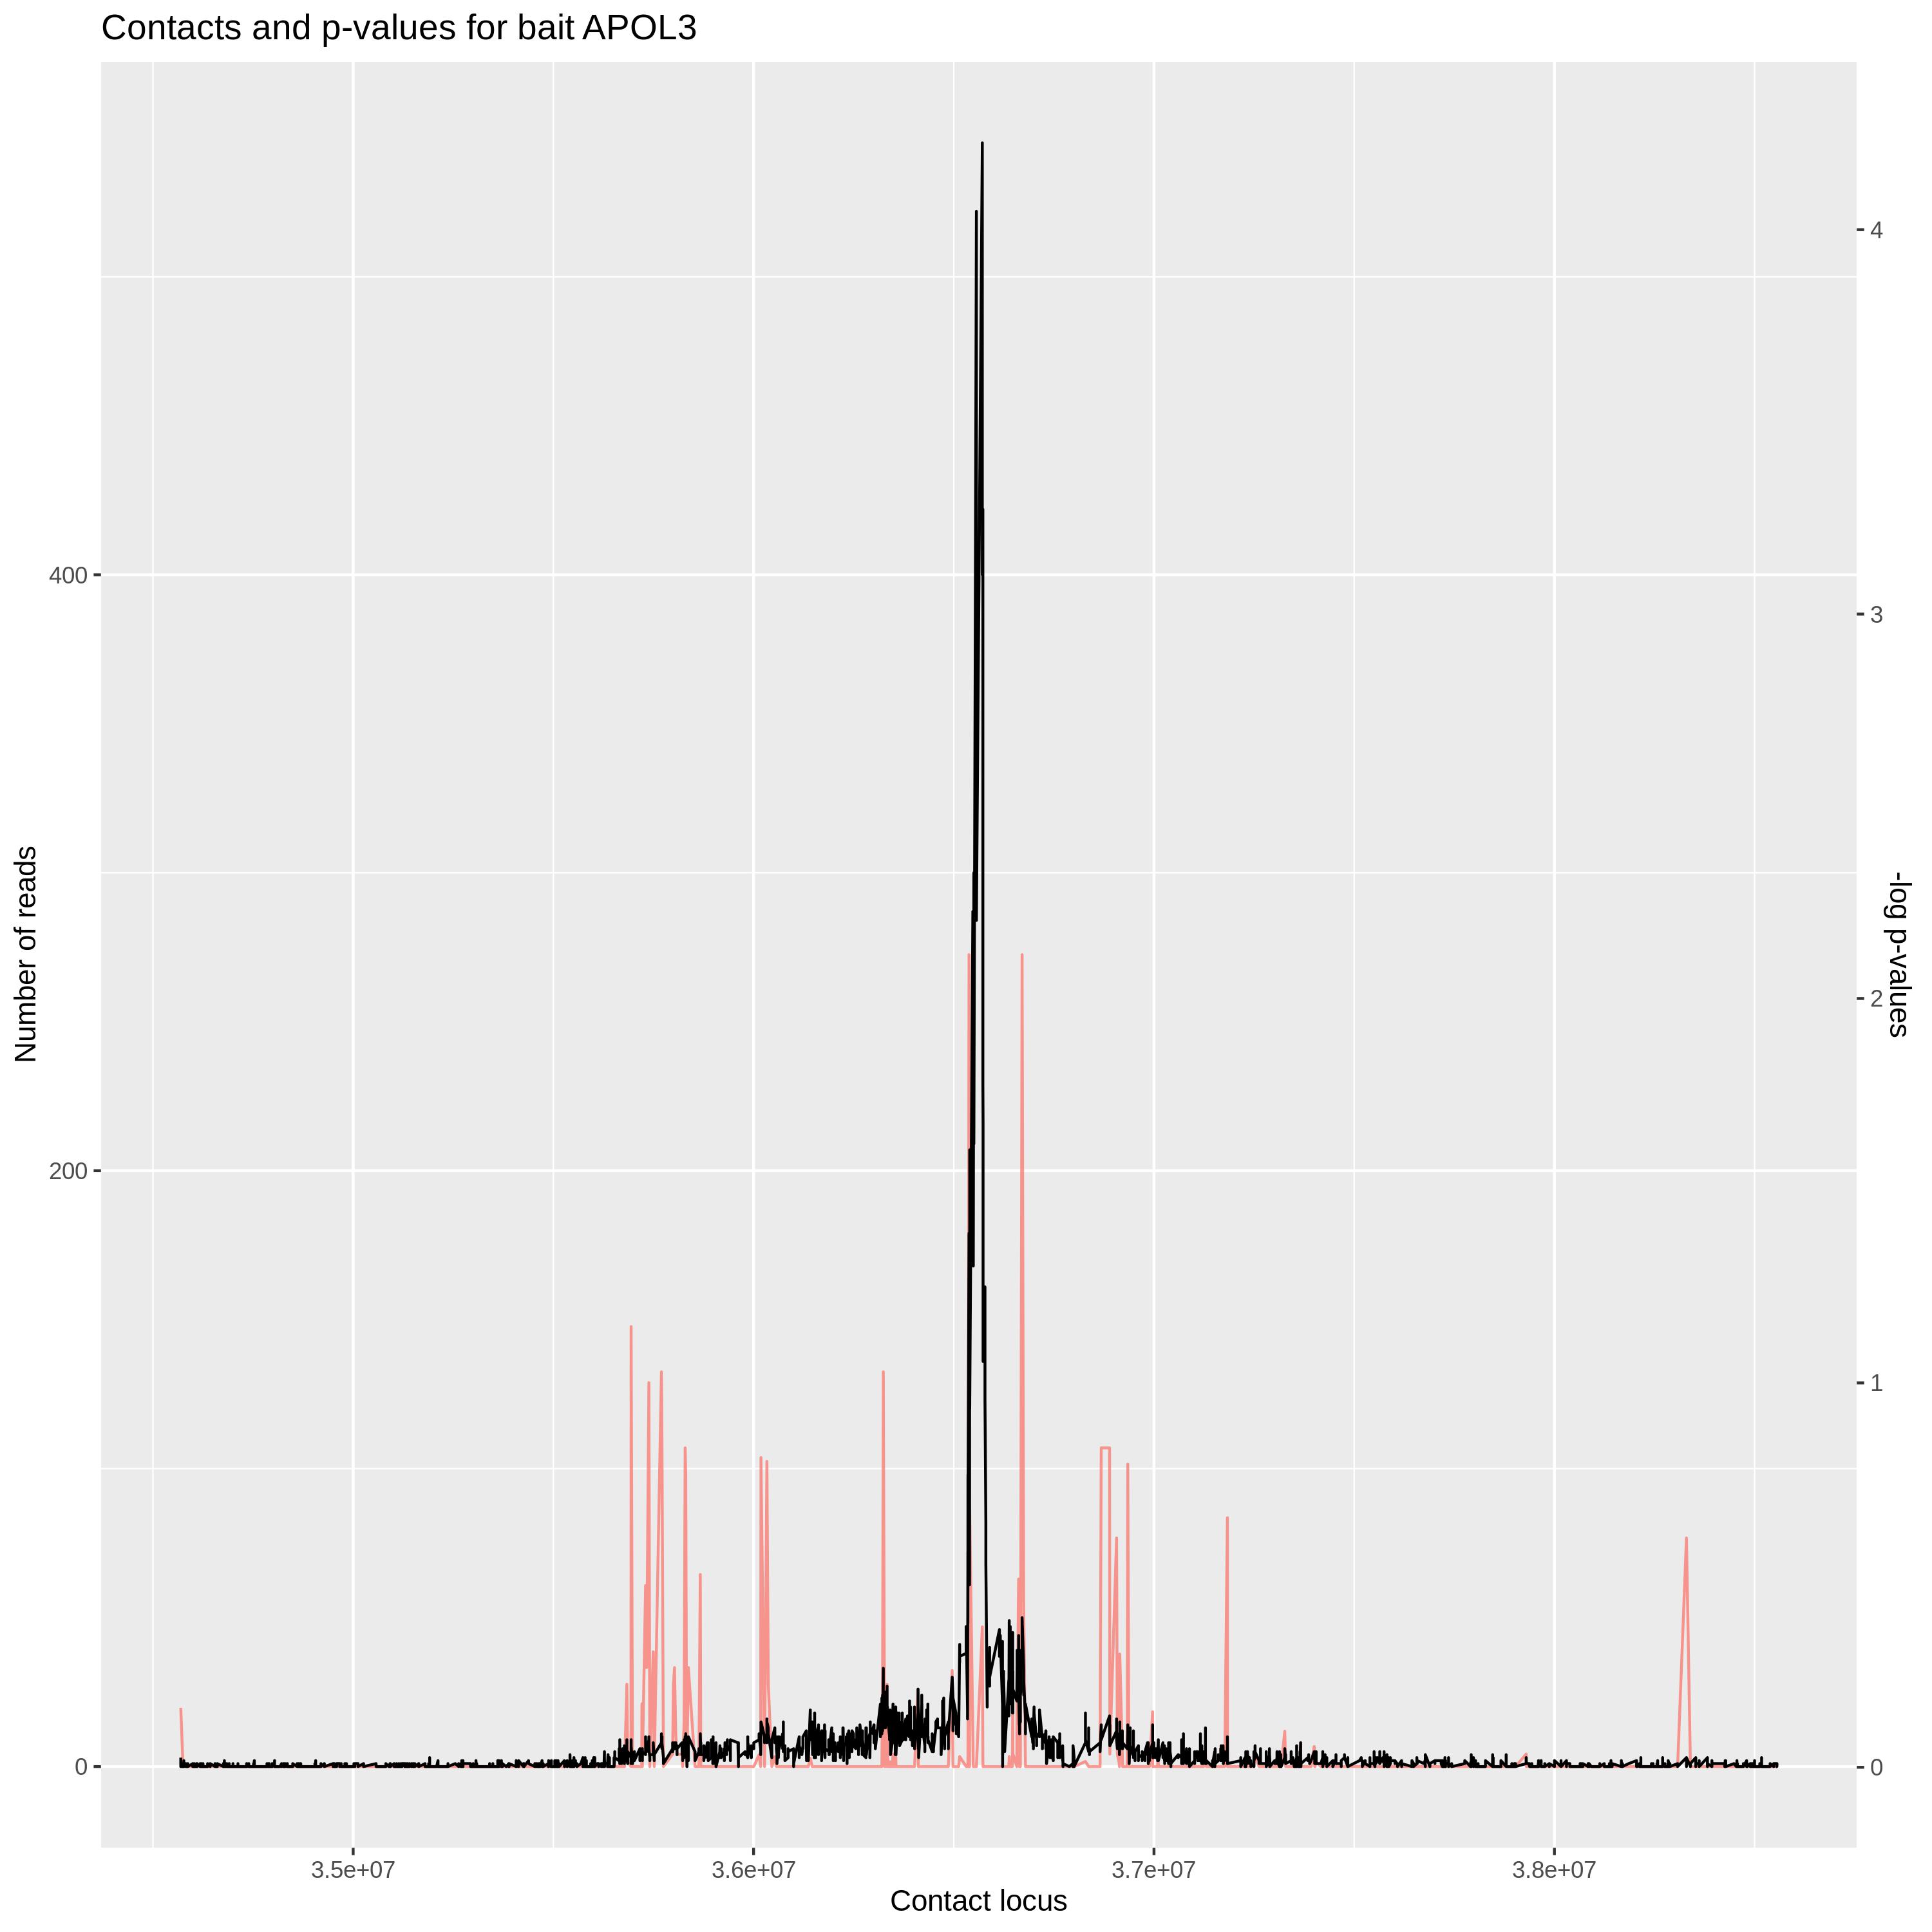 Contacts and p-values for bait APOL3
Number of reads
400
200
0
4
3
2
1
0
-log p-values
3.5e+07
3.6e+07
3.7e+07
3.8e+07
Contact locus